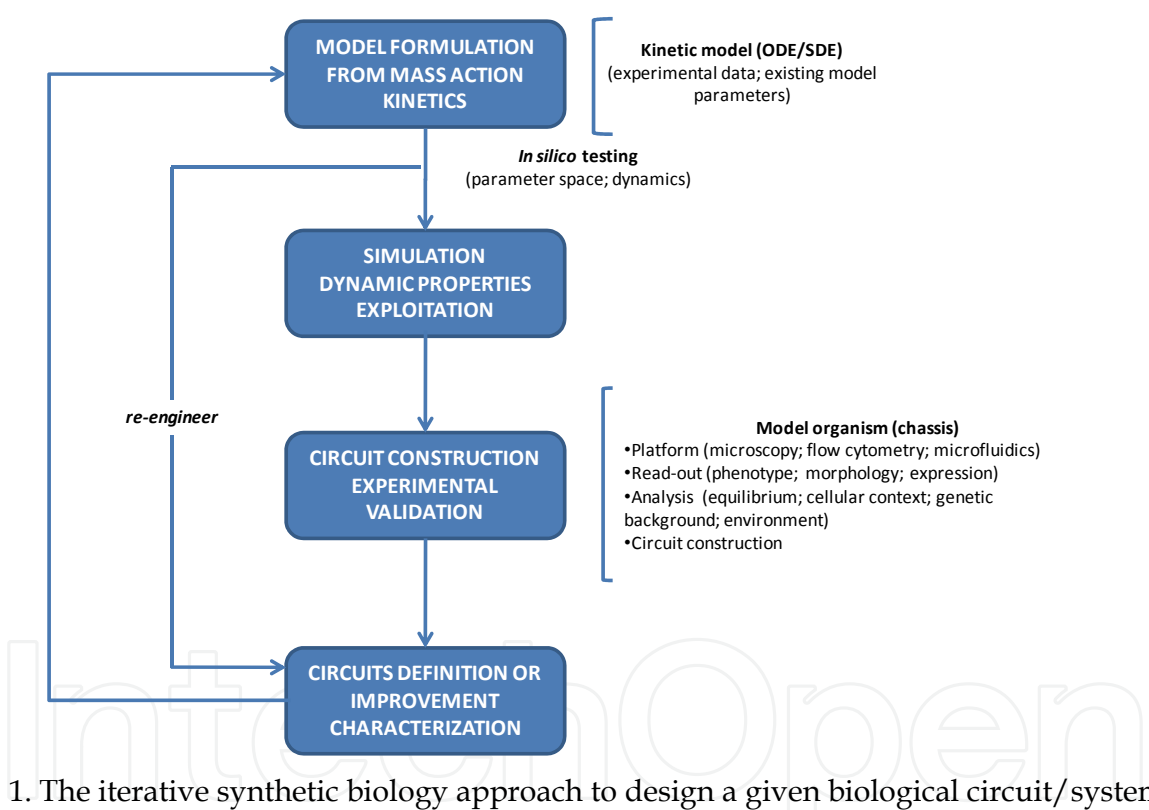 MODEL FORMULATION
FROM MASS ACTION
KINETICS
Kinetic model (ODE/SDE)
(experimental data; existing model
parameters)
In silico testing
(parameter space; dynamics)
SIMULATION
DYNAMIC PROPERTIES
EXPLOITATION
re-engineer
CIRCUIT CONSTRUCTION
EXPERIMENTAL
VALIDATION
Model organism (chassis)
•Platform (microscopy; flow cytometry; microfluidics)
•Read-out (phenotype; morphology; expression)
•Analysis (equilibrium; cellular context; genetic
background; environment)
•Circuit construction
CIRCUITS DEFINITION OR
IMPROVEMENT
CHARACTERIZATION
IntechOpen
1. The iterative synthetic biology approach to design a given biological circuit/system